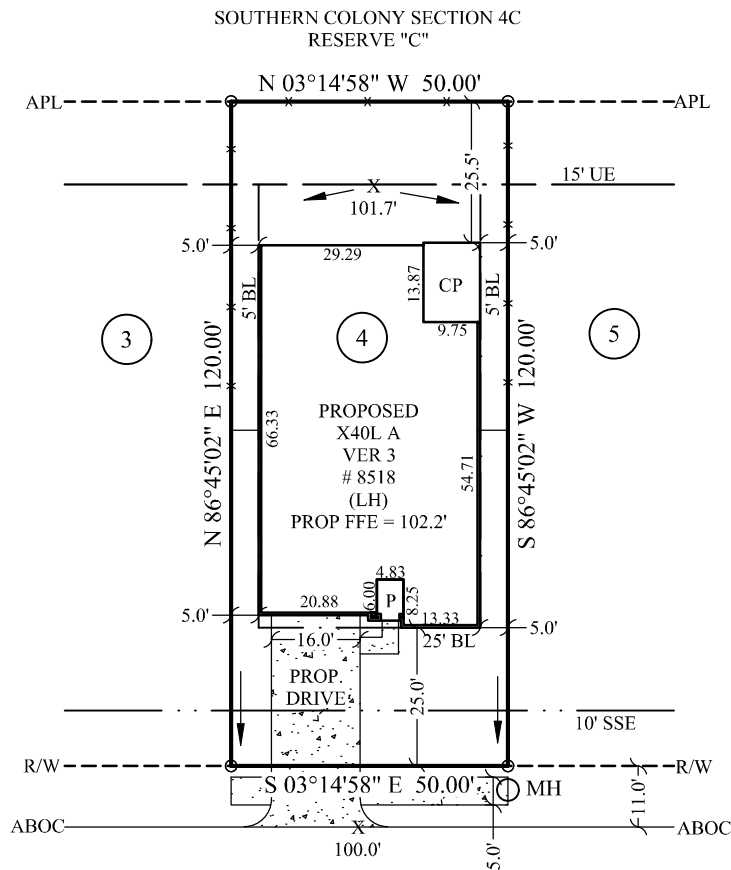 SOUTHERN COLONY SECTION 4C
RESERVE "C"
N 03°14'58" W 50.00'
APL
APL
25.5'
15' UE
X
101.7'
5.0'
5.0'
29.29
13.87
CP
5' BL
5' BL
9.75
3
4
5
N 86°45'02" E 120.00'
S 86°45'02" W 120.00'
66.33
54.71
PROPOSED
X40L A
VER 3
# 8518
(LH)
PROP FFE = 102.2'
4.83
6.00
P
8.25
20.88
13.33
5.0'
5.0'
16.0'
25' BL
PROP.
DRIVE
25.0'
10' SSE
R/W
R/W
S 03°14'58" E 50.00'
MH
11.0'
ABOC
X
ABOC
100.0'
5.0'